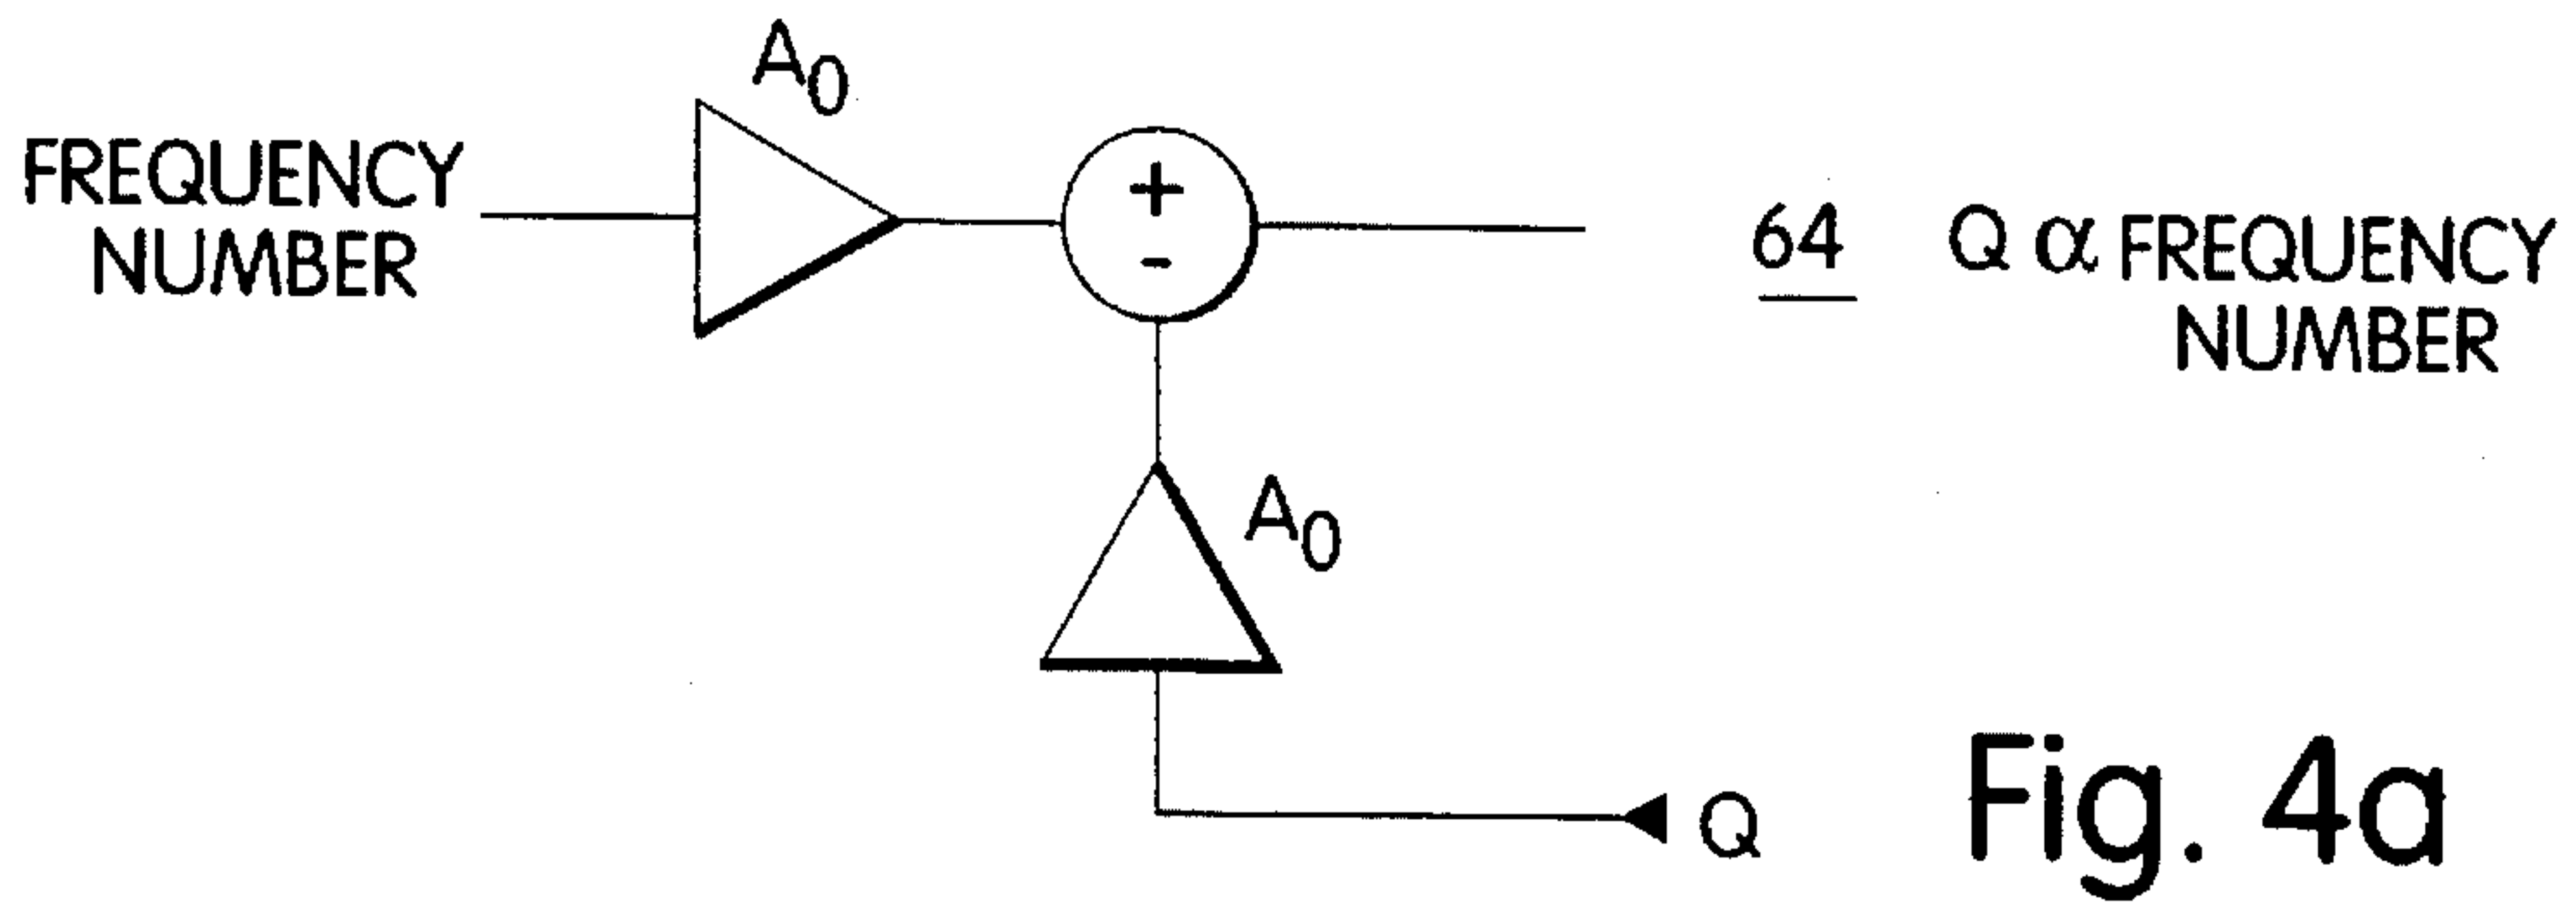 A0
FREQUENCY
NUMBER
+
-
64 Q α FREQUENCY
NUMBER
A0
Q
Fig. 4a